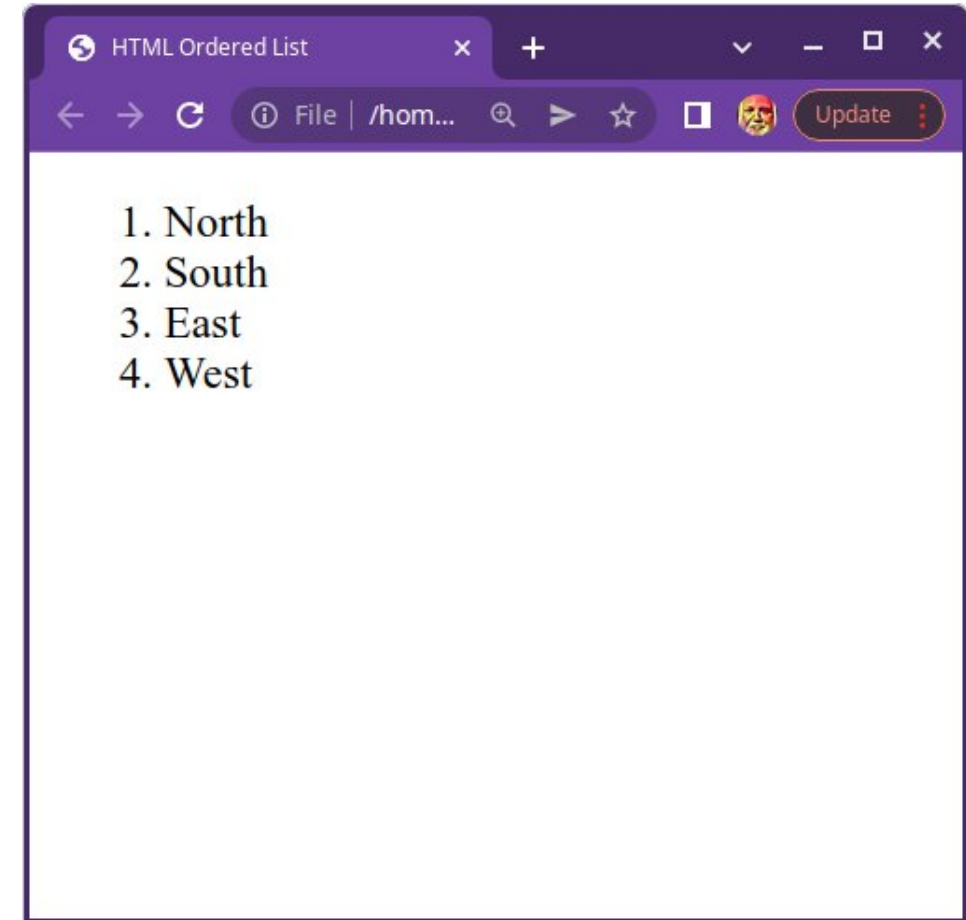 HTML Ordered List
File /hom... Update
1. North
2. South
3. East
4. West